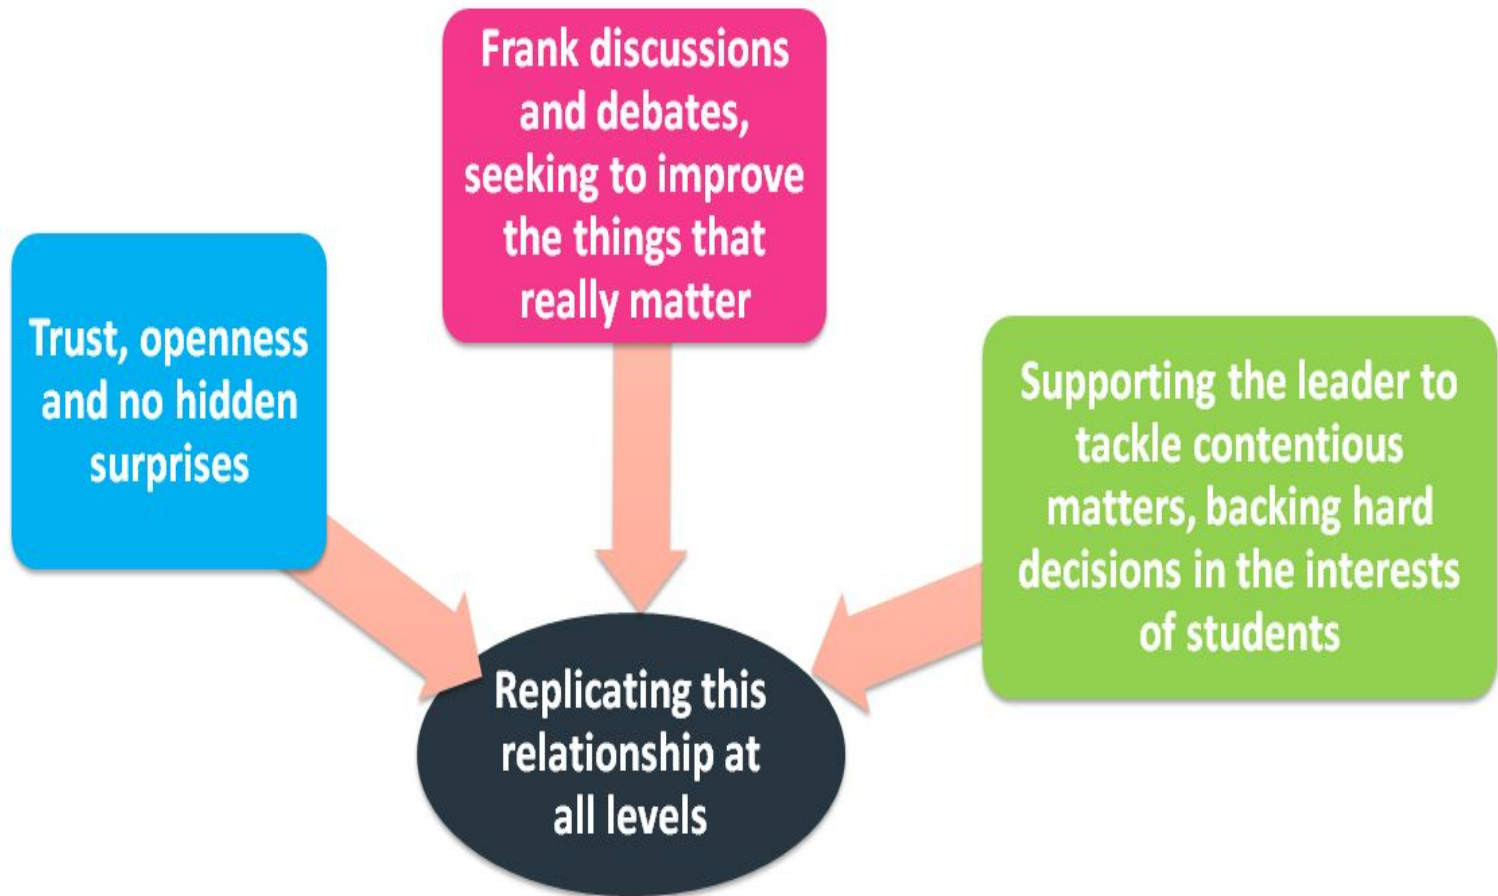 Frank discussions
and debates,
seeking to improve
the things that
really matter
Trust, openness
and no hidden
surprises
Supporting the leader to
tackle contentious
matters, backing hard
decisions in the interests
of students
Replicating this
relationship at
all levels